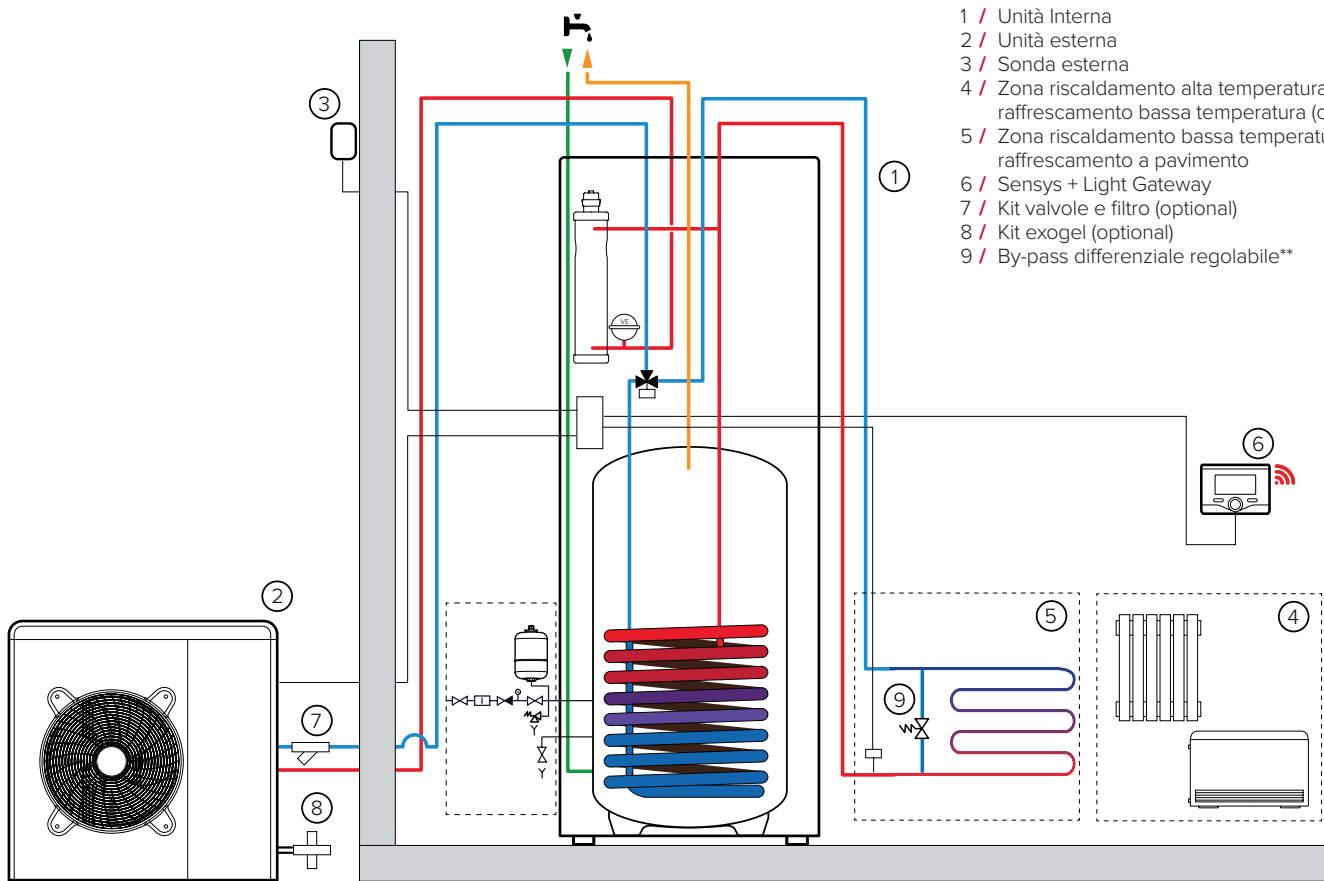 1 / Unità Interna
2 / Unità esterna
3 / Sonda esterna
4 / Zona riscaldamento alta temperatura
raffrescamento bassa temperatura
5 / Zona riscaldamento bassa
raffrescamento a pavimento
6 / Sensys + Light Gateway
7 / Kit valvole e filtro (optional)
8 / Kit exogel (optional)
9 / By-pass differenziale regolabile**
3
1
VE
6
2
5
4
7
9
8